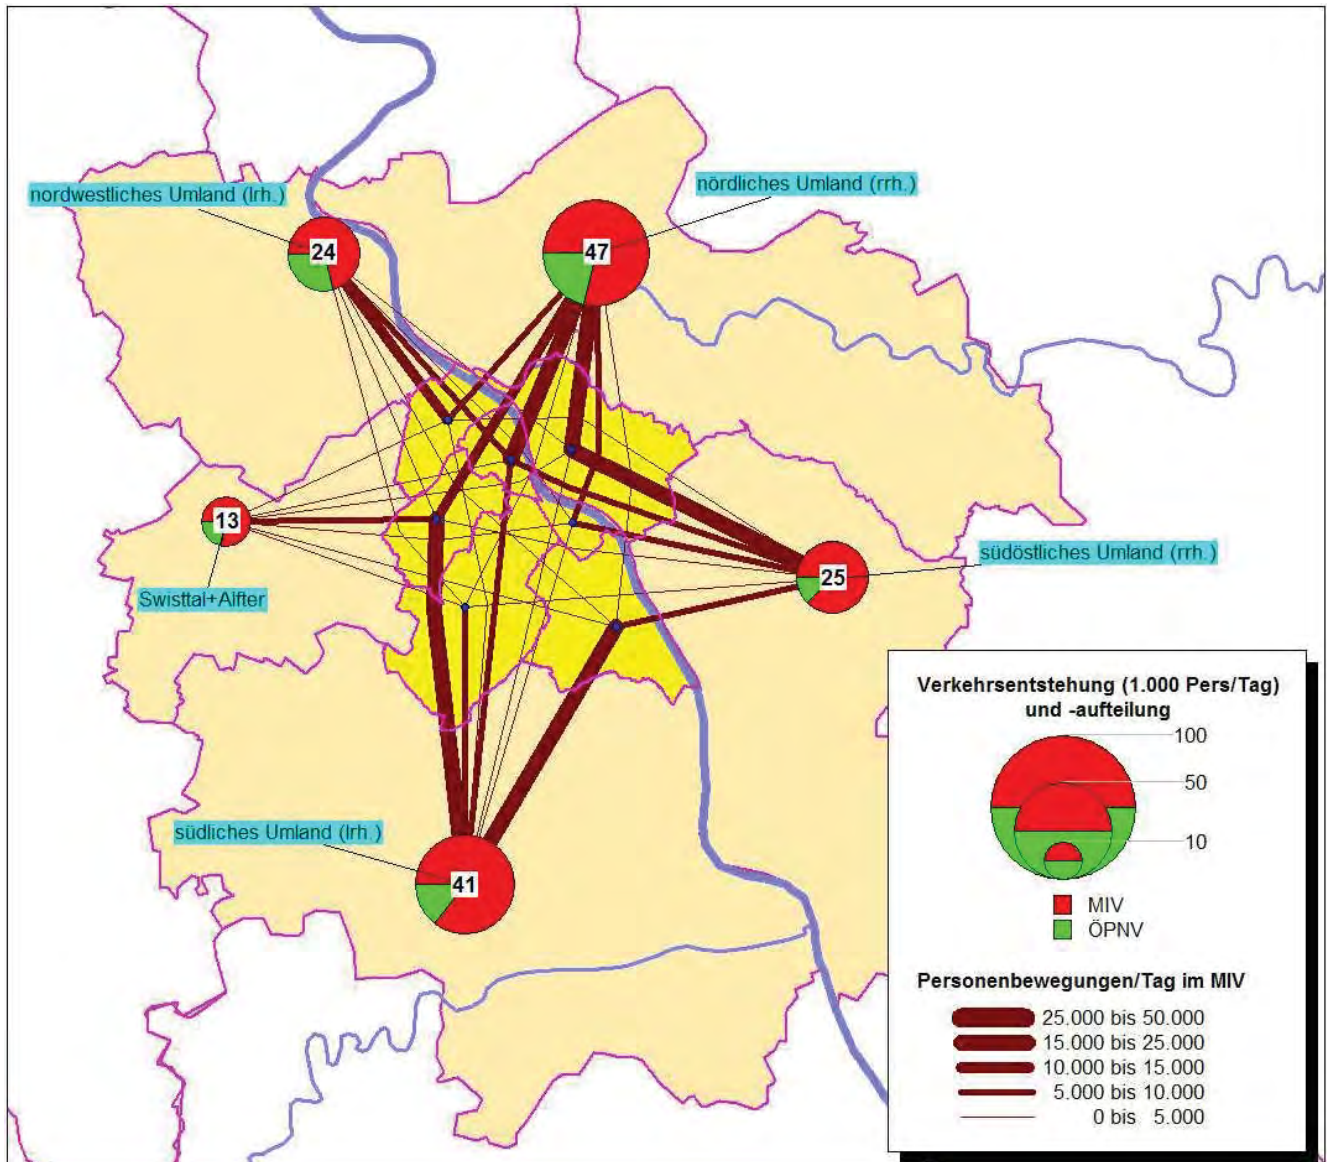 nordwestliches Umland (lrh.)
nördliches Umland (rrh.)
24
47
13
südöstliches Umland (rrh.)
25
Swisttal+Alfter
südliches Umland (lrh.)
41
Verkehrsentstehung (1.000 Pers/Tag)
und -aufteilung
100
50
10
MIV
ÖPNV
Personenbewegungen/Tag im MIV
25.000 bis 50.000
15.000 bis 25.000
10.000 bis 15.000
5.000 bis 10.000
0 bis 5.000